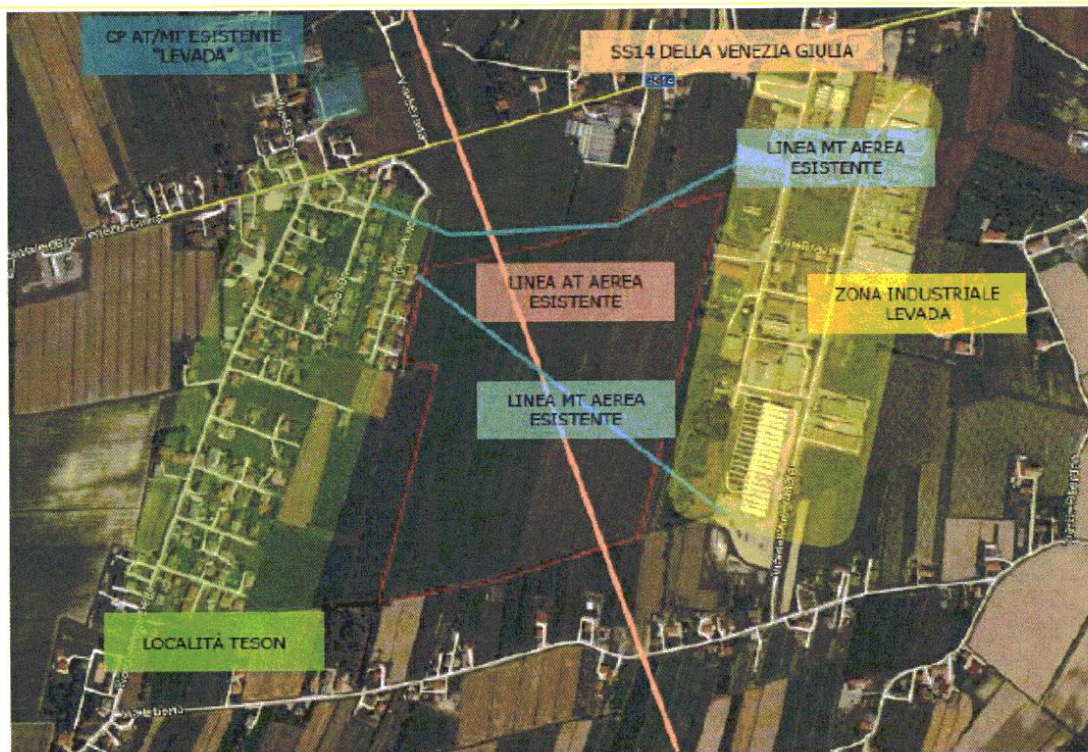 CP AT/MT ESISTENTE
"LEVADA"
SS14 DELLA VENEZIA GIULIA
LINEA MT AEREA
ESISTENTE
LINEA AT AEREA
ESISTENTE
ZONA INDUSTRIALE
LEVADA
LINEA MT AEREA
ESISTENTE
LOCALITÀ TESON